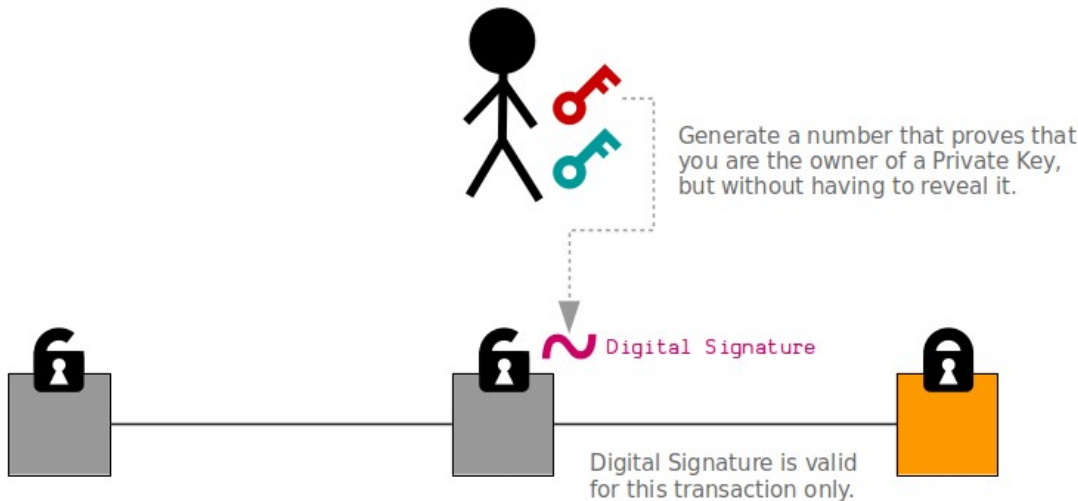 Generate a number that proves that
you are the owner of a Private Key,
but without having to reveal it.
Digital Signature
Digital Signature is valid
for this transaction only.